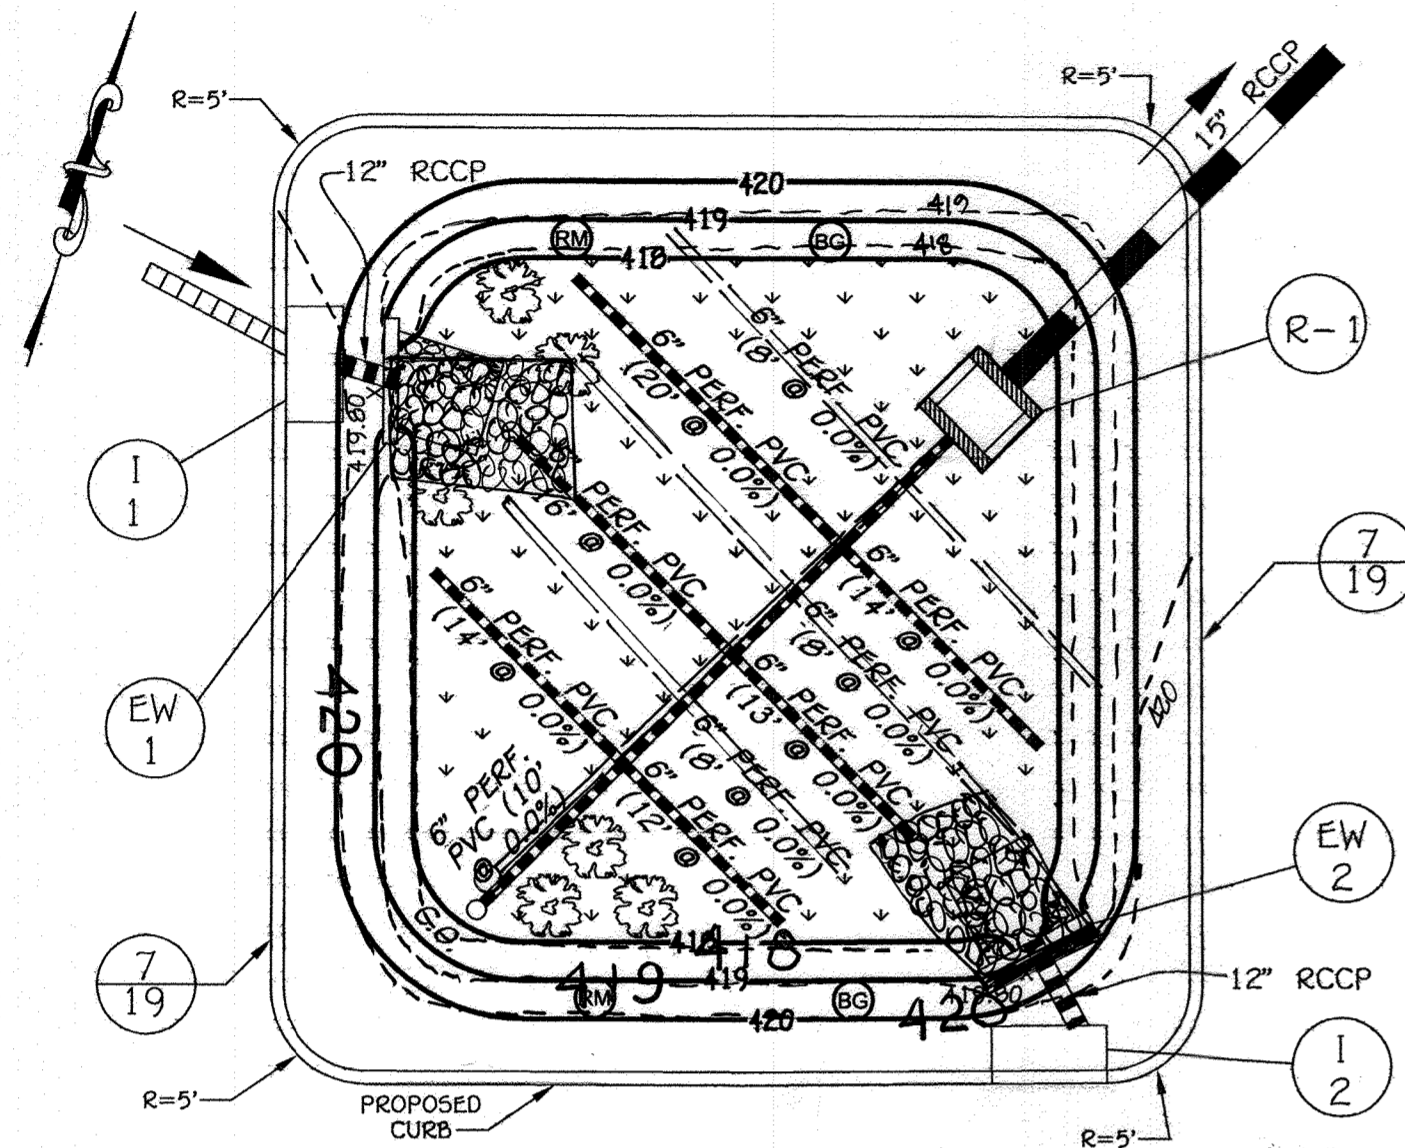 R=5'
R=5'
15" RCCP
12" RCCP
420
419
419
RM
BG
418
418
R-1
6" PERF. PVC
(8' @ 0.0%)
6" PERF. PVC
(20' @ 0.0%)
419.80
I
1
6" PERF. PVC
(14' @ 0.0%)
PERF. PVC
16' @ 0.0%)
7
19
6" PERF. PVC
(14' @ 0.0%)
6" PERF. PVC
(8' @ 0.0%)
6" PERF. PVC
(13' @ 0.0%)
420
420
EW
1
6" PERF. PVC
(8' @ 0.0%)
6" PERF.
PVC (10'
@ 0.0%)
6" PERF. PVC
(12' @ 0.0%)
EW
2
C.O.
418
418
7
19
419
419
RM
BG
420
420
12" RCCP
I
2
R=5'
PROPOSED
CURB
R=5'